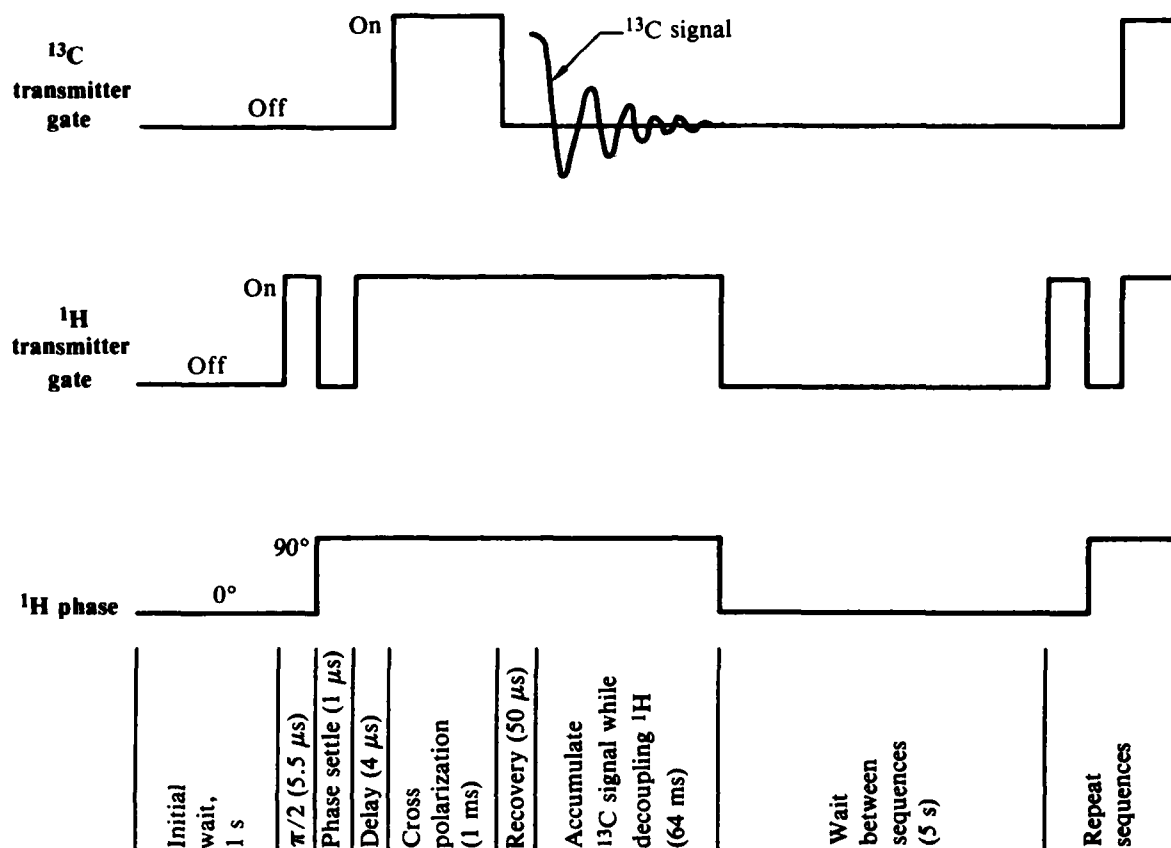 On
¹³C signal
¹³C
transmitter
gate
Off
On
¹H
transmitter
gate
Off
90°
0°
¹H phase
Initial
wait,
1 s
π/2 (5.5 μs)
Phase settle (1 μs)
Delay (4 μs)
Cross
polarization
(1 ms)
Recovery (50 μs)
Accumulate
¹³C signal while
decoupling ¹H
(64 ms)
Wait
between
sequences
(5 s)
Repeat
sequences